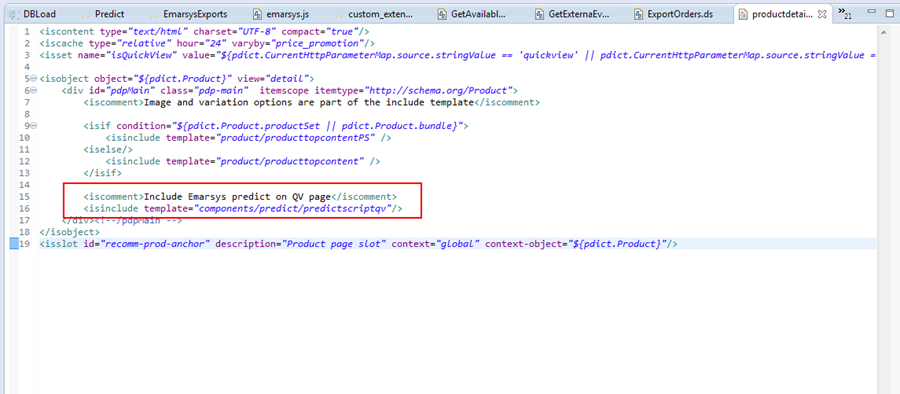 DBLoad Predict EmarsysExports emarsys.js custom_exten... GetAvailabl... GetExternaEv... ExportOrders.ds productdetai... »21
1 <iscontent type="text/html" charset="UTF-8" compact="true"/>
2 <iscache type="relative" hour="24" varyby="price_promotion"/>
3 <isset name="isQuickView" value="${pdict.CurrentHttpParameterMap.source.stringValue == 'quickview' || pdict.CurrentHttpParameterMap.source.stringValue =
4
5 <isobject object="${pdict.Product}" view="detail">
6 <div id="pdpMain" class="pdp-main" itemscope itemtype="http://schema.org/Product">
7 <iscomment>Image and variation options are part of the include template</iscomment>
8
9 <isif condition="${pdict.Product.productSet || pdict.Product.bundle}">
10 <isinclude template="product/producttopcontentPS" />
11 <iselse/>
12 <isinclude template="product/producttopcontent" />
13 </isif>
14
15 <iscomment>Include Emarsys predict on QV page</iscomment>
16 <isinclude template="components/predict/predictscriptqv"/>
17 </div><!--/pdpMain -->
18 </isobject>
19 <isslot id="recomm-prod-anchor" description="Product page slot" context="global" context-object="${pdict.Product}"/>